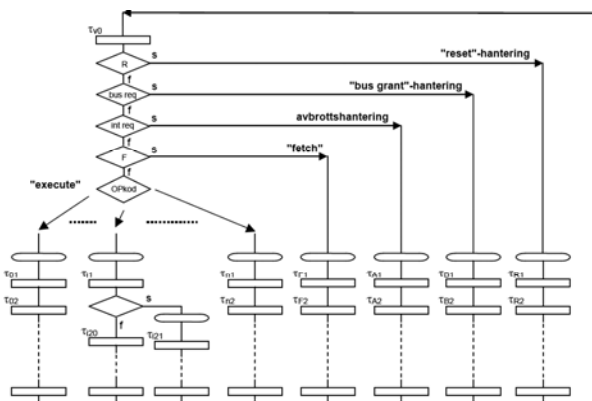 τv0
R s "reset"-hantering
f
bus req s "bus grant"-hantering
f
int req s avbrottshantering
f
F s "fetch"
f
"execute" OPkod
τ01 τi1 τn1 τF1 τA1 τB1 τR1
τ02 s τn2 τF2 τA2 τB2 τR2
f
τi20 τi21